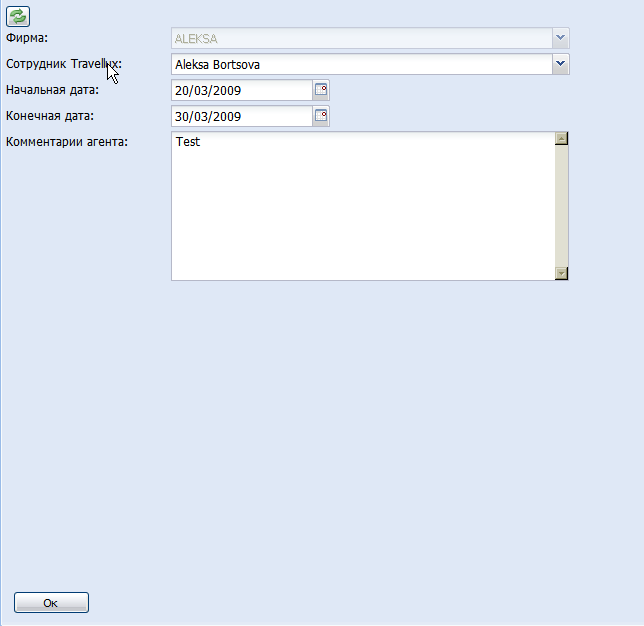 Фирма: ALEKSA
Сотрудник Travellux: Aleksa Bortsova
Начальная дата: 20/03/2009
Конечная дата: 30/03/2009
Комментарии агента: Test
Ок